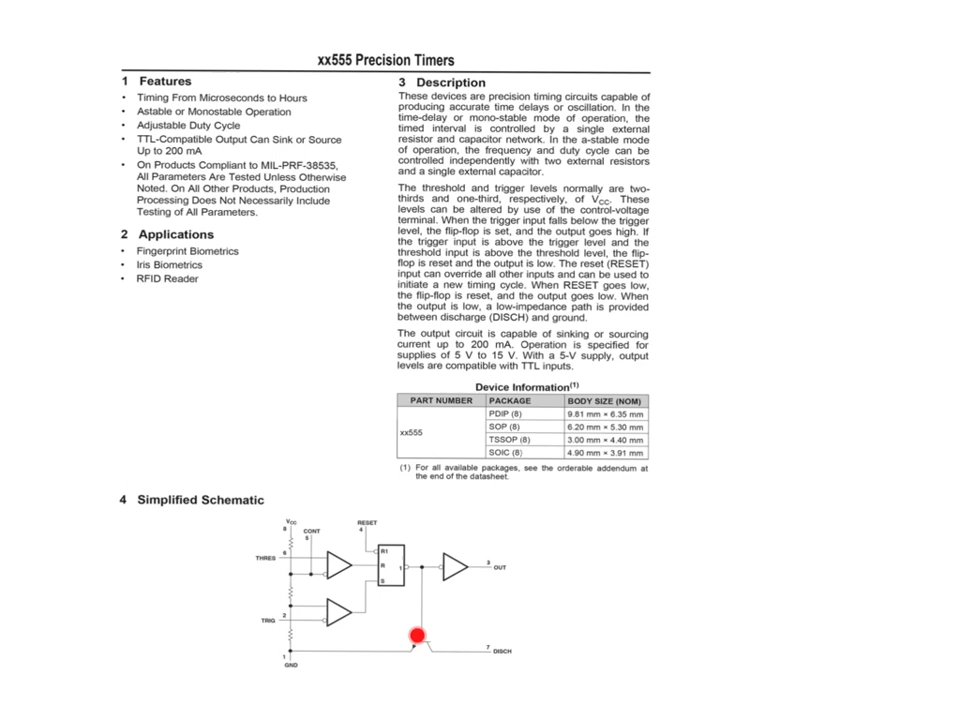 xx555 Precision Timers
1 Features
• Timing From Microseconds to Hours
• Astable or Monostable Operation
• Adjustable Duty Cycle
• TTL-Compatible Output Can Sink or Source
Up to 200 mA
• On Products Compliant to MIL-PRF-38535,
All Parameters Are Tested Unless Otherwise
Noted. On All Other Products, Production
Processing Does Not Necessarily Include
Testing of All Parameters.
2 Applications
• Fingerprint Biometrics
• Iris Biometrics
• RFID Reader
3 Description
These devices are precision timing circuits capable of
producing accurate time delays or oscillation. In the
time-delay or mono-stable mode of operation, the
timed interval is controlled by a single external
resistor and capacitor network. In the a-stable mode
of operation, the frequency and duty cycle can be
controlled independently with two external resistors
and a single external capacitor.
The threshold and trigger levels normally are two-
thirds and one-third, respectively, of VCC. These
levels can be altered by use of the control-voltage
terminal. When the trigger input falls below the trigger
level, the flip-flop is set, and the output goes high. If
the trigger input is above the trigger level and the
threshold input is above the threshold level, the flip-
flop is reset and the output is low. The reset (RESET)
input can override all other inputs and can be used to
initiate a new timing cycle. When RESET goes low,
the flip-flop is reset, and the output goes low. When
the output is low, a low-impedance path is provided
between discharge (DISCH) and ground.
The output circuit is capable of sinking or sourcing
current up to 200 mA. Operation is specified for
supplies of 5 V to 15 V. With a 5-V supply, output
levels are compatible with TTL inputs.
Device Information(1)
PART NUMBER PACKAGE BODY SIZE (NOM)
xx555
PDIP (8) 9.81 mm × 6.35 mm
SOP (8) 6.20 mm × 5.30 mm
TSSOP (8) 3.00 mm × 4.40 mm
SOIC (8) 4.90 mm × 3.91 mm
(1) For all available packages, see the orderable addendum at
the end of the datasheet.
4 Simplified Schematic
VCC
8
CONT
5
RESET
4
THRES
6
R1
R
1
S
3
OUT
TRIG
2
7
DISCH
1
GND